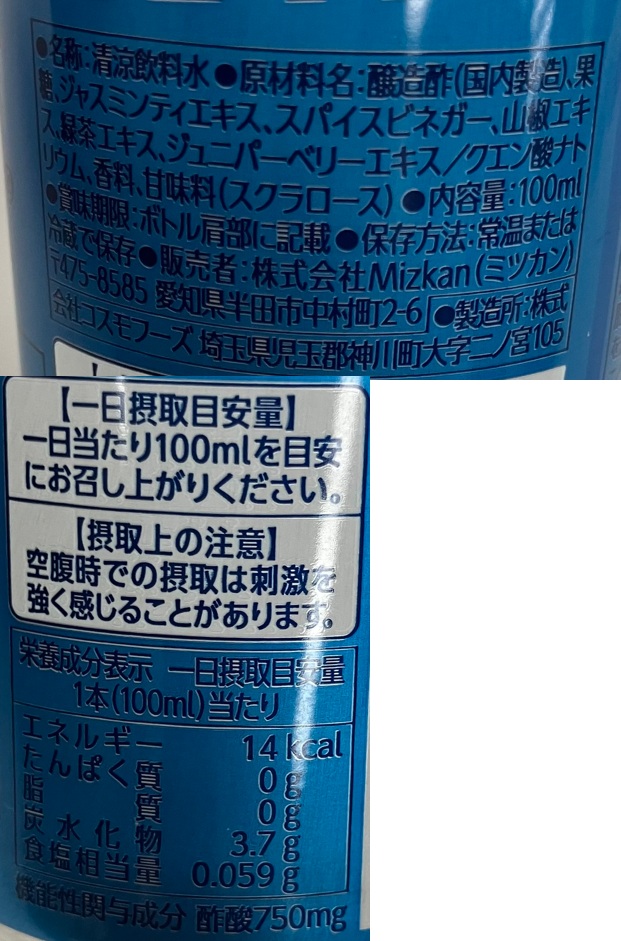 ●名称：清涼飲料水●原材料名：醸造酢(国内製造)、果
糖、ジャスミンティエキス、スパイスビネガー、山椒エキ
ス、緑茶エキス、ジュニパーベリーエキス／クエン酸ナト
リウム、香料、甘味料(スクラロース)●内容量：100ml
●賞味期限：ボトル肩部に記載●保存方法：常温または
冷蔵で保存●販売者：株式会社Mizkan(ミツカン)
〒475-8585 愛知県半田市中村町2-6 ●製造所：株式
会社コスモフーズ 埼玉県児玉郡神川町大字二ノ宮105
【一日摂取目安量】
一日当たり100mlを目安
にお召し上がりください。
【摂取上の注意】
空腹時での摂取は刺激を
強く感じることがあります。
栄養成分表示 一日摂取目安量
1本(100ml)当たり
エネルギー 14kcal
たんぱく質 0g
脂質 0g
炭水化物 3.7g
食塩相当量 0.059g
機能性関与成分 酢酸750mg